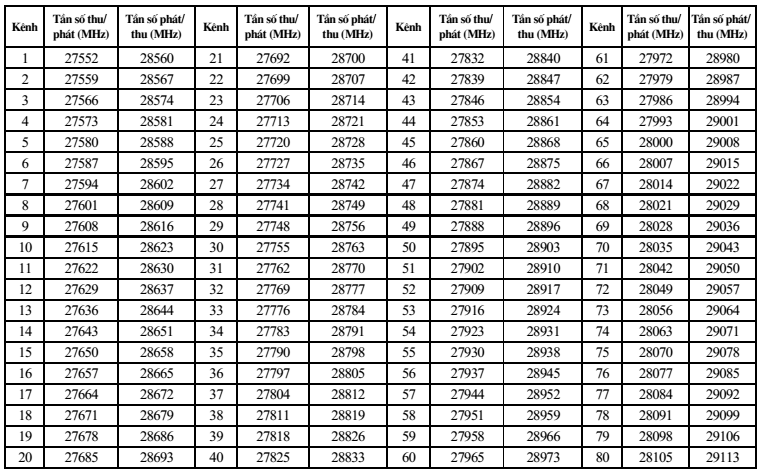 Kênh Tần số thu/ phát (MHz) Tần số phát/ thu (MHz) Kênh Tần số thu/ phát (MHz) Tần số phát/ thu (MHz) Kênh Tần số thu/ phát (MHz) Tần số phát/ thu (MHz) Kênh Tần số thu/ phát (MHz) Tần số phát/ thu (MHz)
1 27552 28560 21 27692 28700 41 27832 28840 61 27972 28980
2 27559 28567 22 27699 28707 42 27839 28847 62 27979 28987
3 27566 28574 23 27706 28714 43 27846 28854 63 27986 28994
4 27573 28581 24 27713 28721 44 27853 28861 64 27993 29001
5 27580 28588 25 27720 28728 45 27860 28868 65 28000 29008
6 27587 28595 26 27727 28735 46 27867 28875 66 28007 29015
7 27594 28602 27 27734 28742 47 27874 28882 67 28014 29022
8 27601 28609 28 27741 28749 48 27881 28889 68 28021 29029
9 27608 28616 29 27748 28756 49 27888 28896 69 28028 29036
10 27615 28623 30 27755 28763 50 27895 28903 70 28035 29043
11 27622 28630 31 27762 28770 51 27902 28910 71 28042 29050
12 27629 28637 32 27769 28777 52 27909 28917 72 28049 29057
13 27636 28644 33 27776 28784 53 27916 28924 73 28056 29064
14 27643 28651 34 27783 28791 54 27923 28931 74 28063 29071
15 27650 28658 35 27790 28798 55 27930 28938 75 28070 29078
16 27657 28665 36 27797 28805 56 27937 28945 76 28077 29085
17 27664 28672 37 27804 28812 57 27944 28952 77 28084 29092
18 27671 28679 38 27811 28819 58 27951 28959 78 28091 29099
19 27678 28686 39 27818 28826 59 27958 28966 79 28098 29106
20 27685 28693 40 27825 28833 60 27965 28973 80 28105 29113